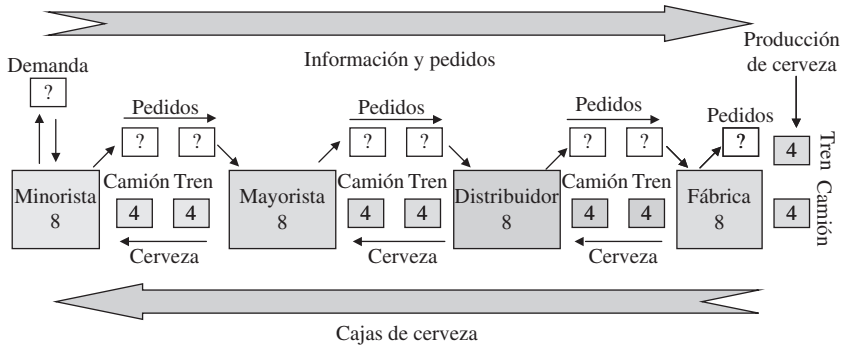 Información y pedidos
Producción
de cerveza
Demanda
?
Pedidos
? ?
Pedidos
? ?
Pedidos
? ?
Pedidos
?
4
Tren
Minorista
8
Camión Tren
4 4
Cerveza
Mayorista
8
Camión Tren
4 4
Cerveza
Distribuidor
8
Camión Tren
4 4
Cerveza
Fábrica
8
4
Camión
Cajas de cerveza